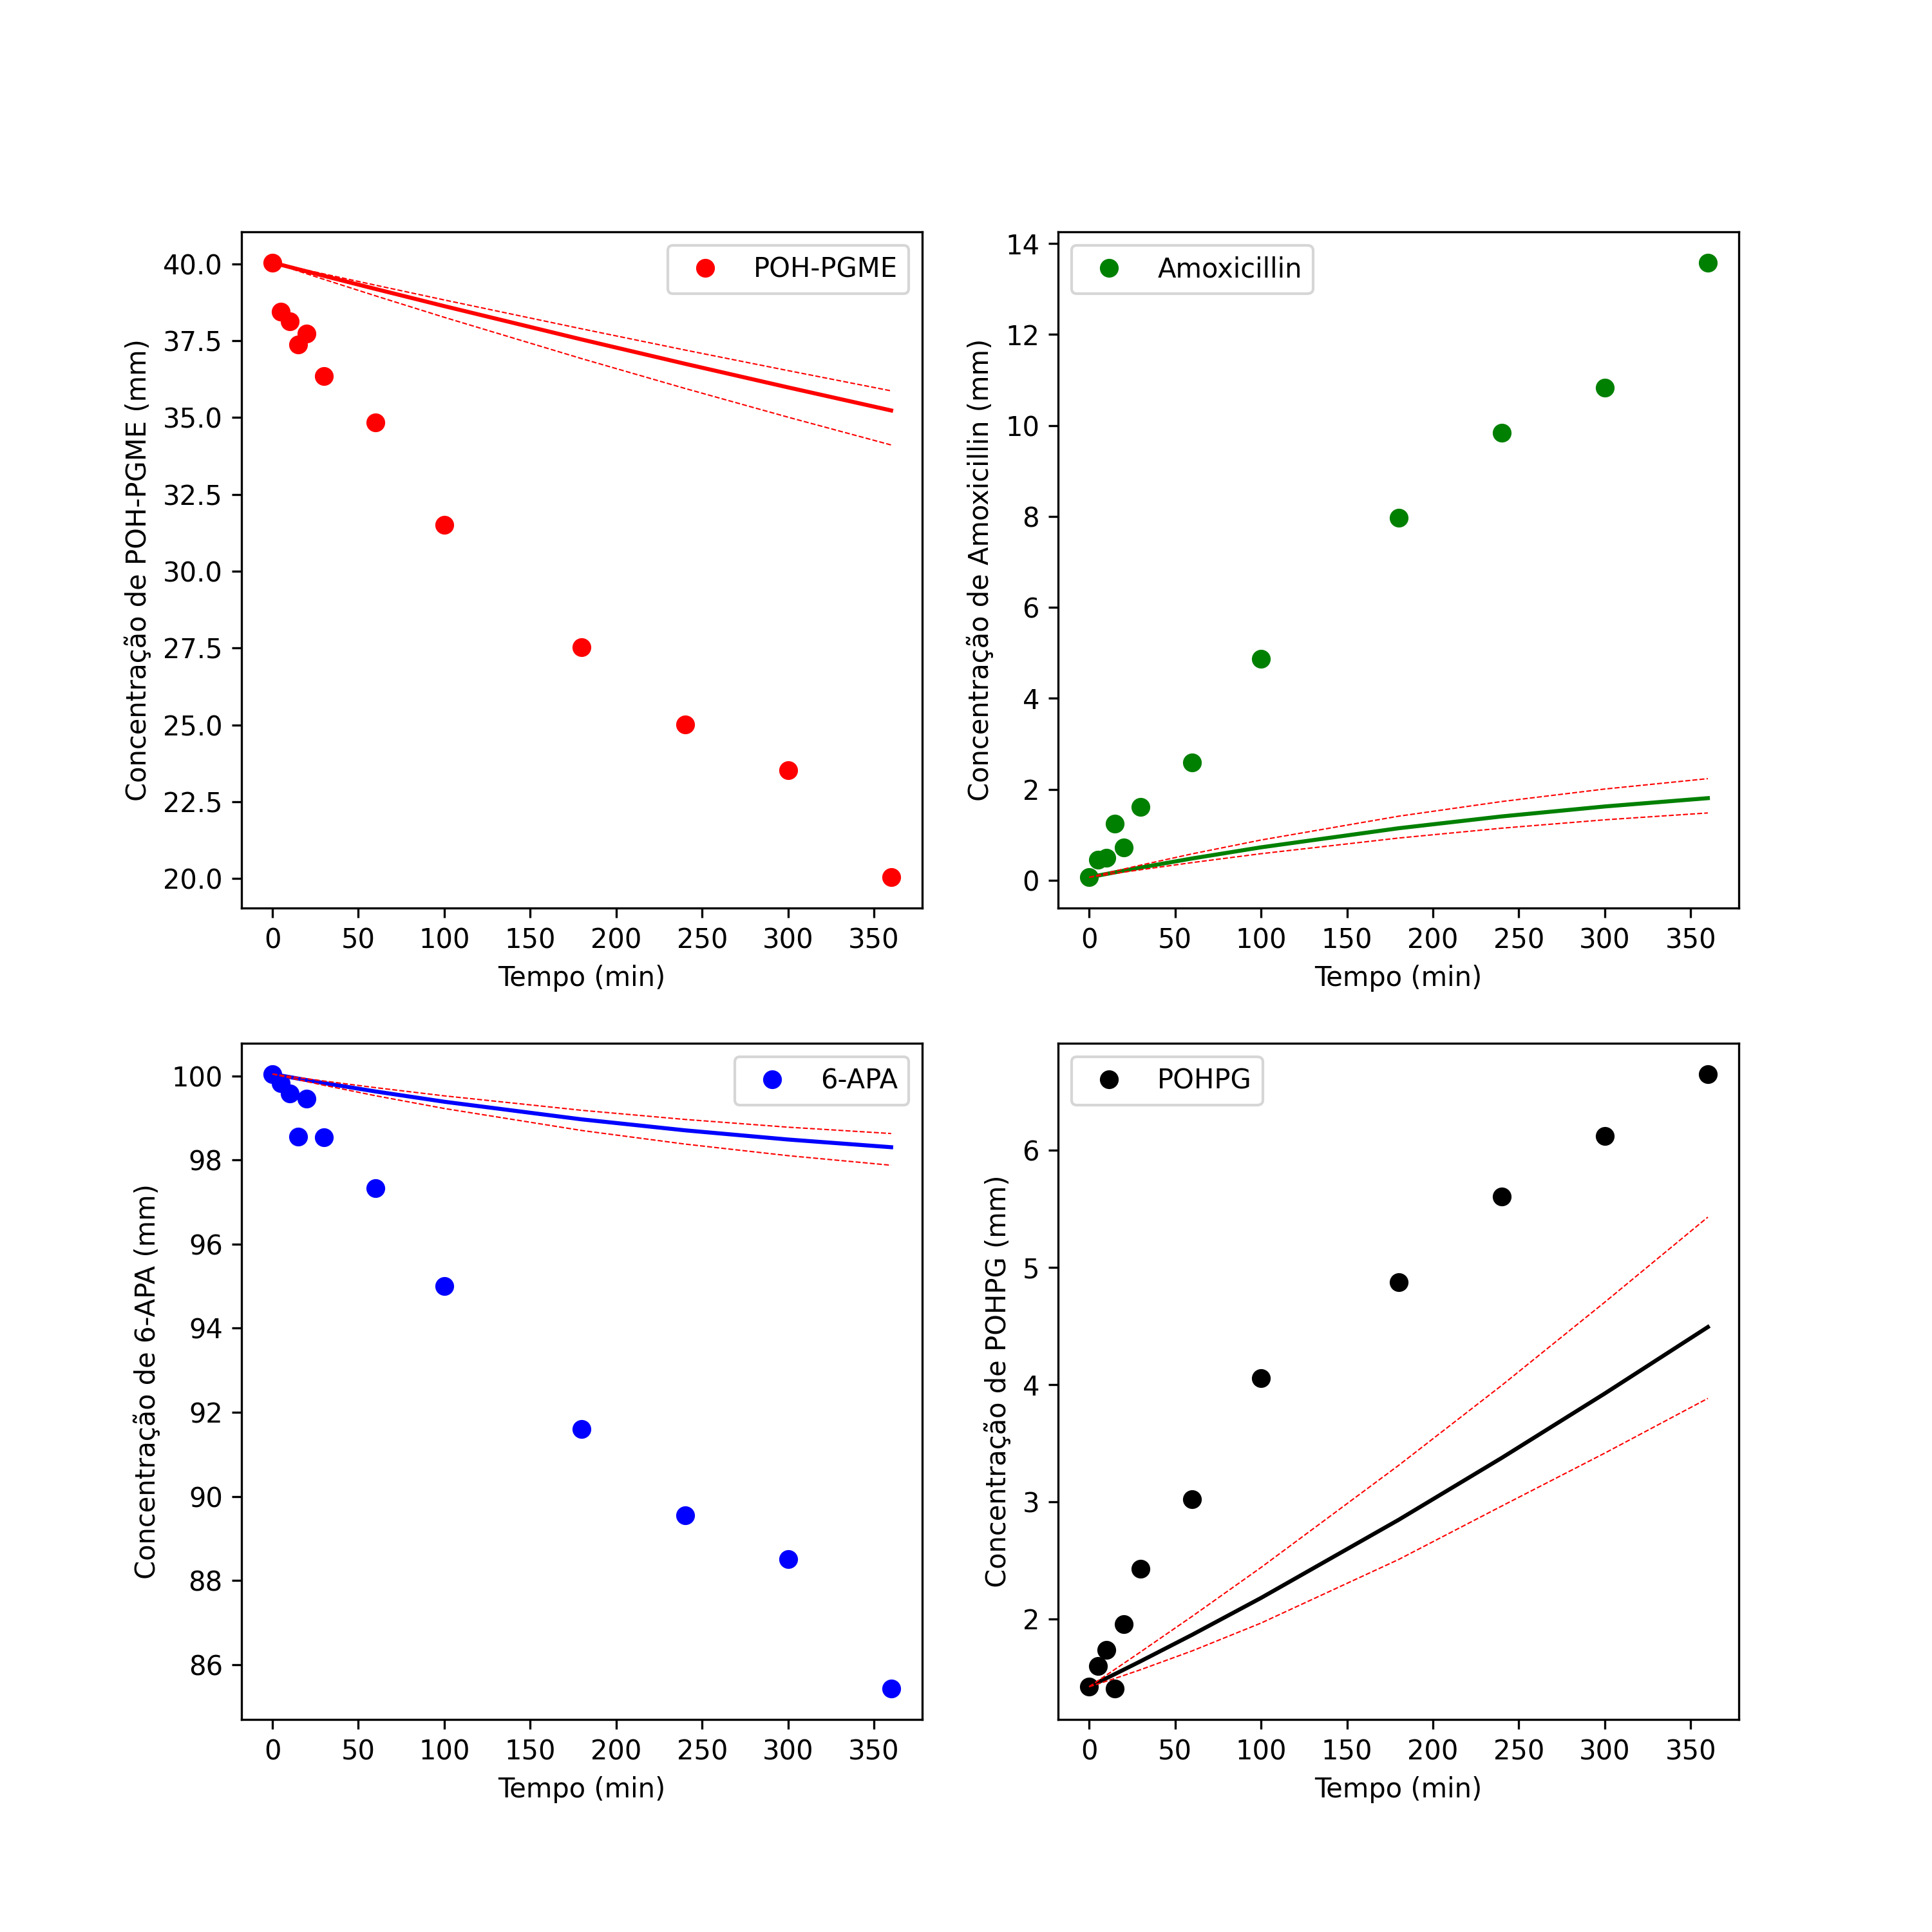 POH-PGME
Concentração de POH-PGME (mm)
40.0
37.5
35.0
32.5
30.0
27.5
25.0
22.5
20.0
0 50 100 150 200 250 300 350
Tempo (min)
Amoxicillin
Concentração de Amoxicillin (mm)
14
12
10
8
6
4
2
0
0 50 100 150 200 250 300 350
Tempo (min)
6-APA
Concentração de 6-APA (mm)
100
98
96
94
92
90
88
86
0 50 100 150 200 250 300 350
Tempo (min)
POHPG
Concentração de POHPG (mm)
6
5
4
3
2
0 50 100 150 200 250 300 350
Tempo (min)